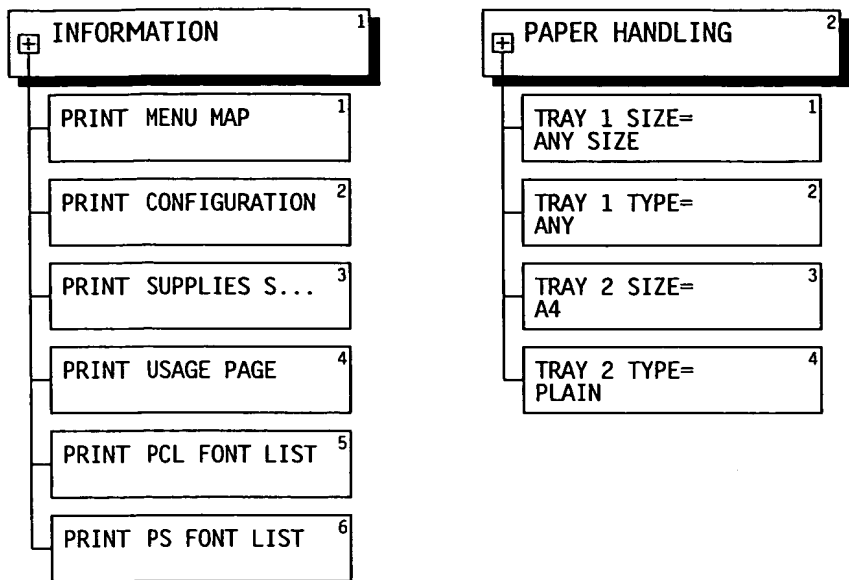 INFORMATION 1
PRINT MENU MAP 1
PRINT CONFIGURATION 2
PRINT SUPPLIES S... 3
PRINT USAGE PAGE 4
PRINT PCL FONT LIST 5
PRINT PS FONT LIST 6
PAPER HANDLING 2
TRAY 1 SIZE= 1
ANY SIZE
TRAY 1 TYPE= 2
ANY
TRAY 2 SIZE= 3
A4
TRAY 2 TYPE= 4
PLAIN